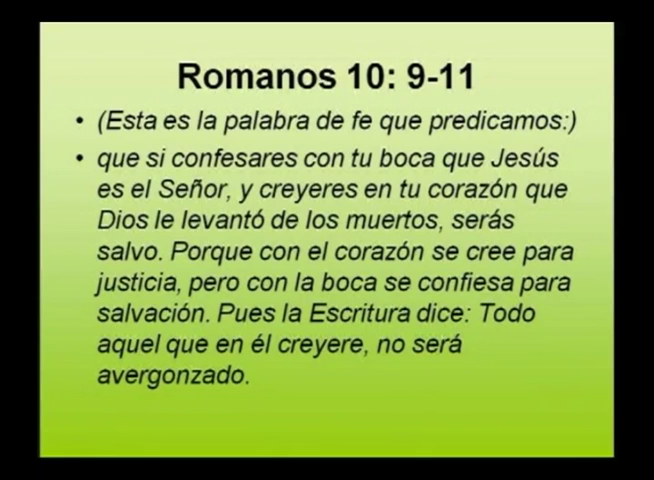 Romanos 10: 9-11
• (Esta es la palabra de fe que predicamos:)
• que si confesares con tu boca que Jesús
es el Señor, y creyeres en tu corazón que
Dios le levantó de los muertos, serás
salvo. Porque con el corazón se cree para
justicia, pero con la boca se confiesa para
salvación. Pues la Escritura dice: Todo
aquel que en él creyere, no será
avergonzado.